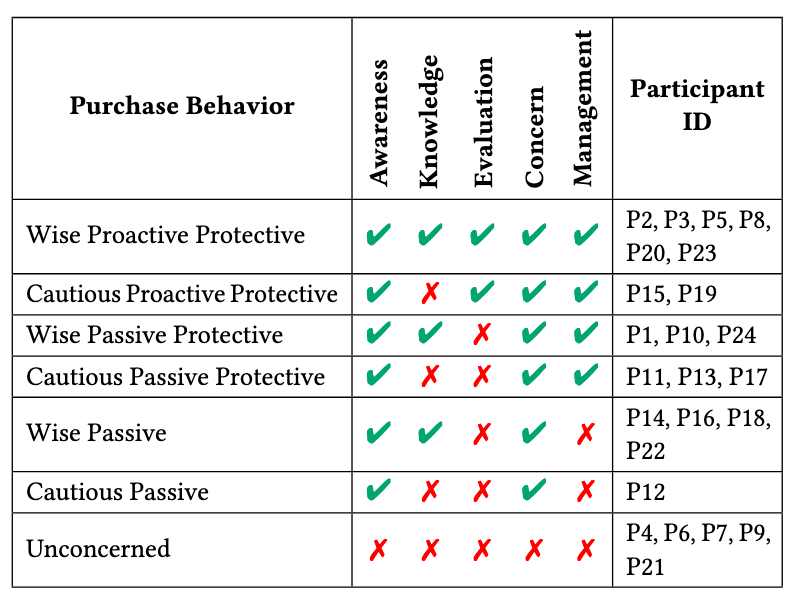 Purchase Behavior Awareness Knowledge Evaluation Concern Management Participant
ID
Wise Proactive Protective ✔ ✔ ✔ ✔ ✔ P2, P3, P5, P8,
P20, P23
Cautious Proactive Protective ✔ ✗ ✔ ✔ ✔ P15, P19
Wise Passive Protective ✔ ✔ ✗ ✔ ✔ P1, P10, P24
Cautious Passive Protective ✔ ✗ ✗ ✔ ✔ P11, P13, P17
Wise Passive ✔ ✔ ✗ ✔ ✗ P14, P16, P18,
P22
Cautious Passive ✔ ✗ ✗ ✔ ✗ P12
Unconcerned ✗ ✗ ✗ ✗ ✗ P4, P6, P7, P9,
P21